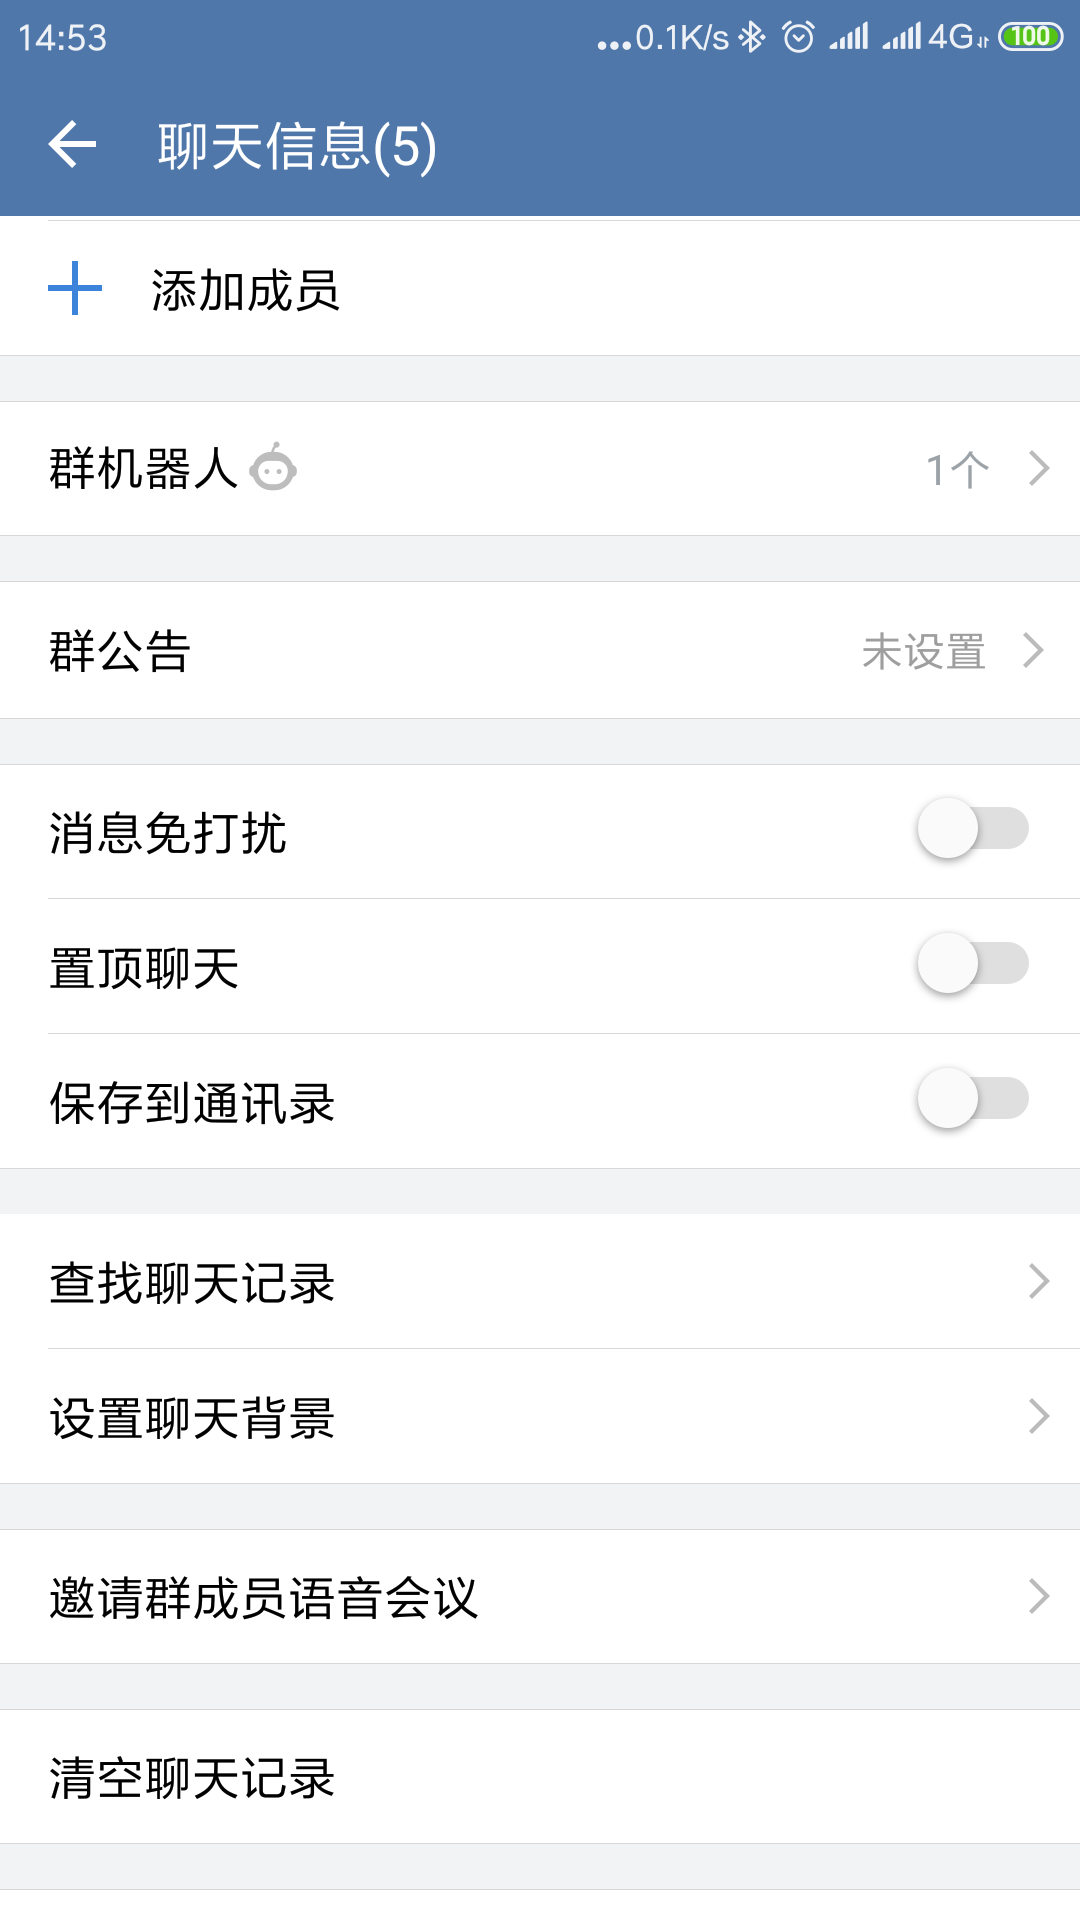 14:53 ...0.1K/s 4G 100
聊天信息(5)
添加成员
群机器人 1个
群公告 未设置
消息免打扰
置顶聊天
保存到通讯录
查找聊天记录
设置聊天背景
邀请群成员语音会议
清空聊天记录